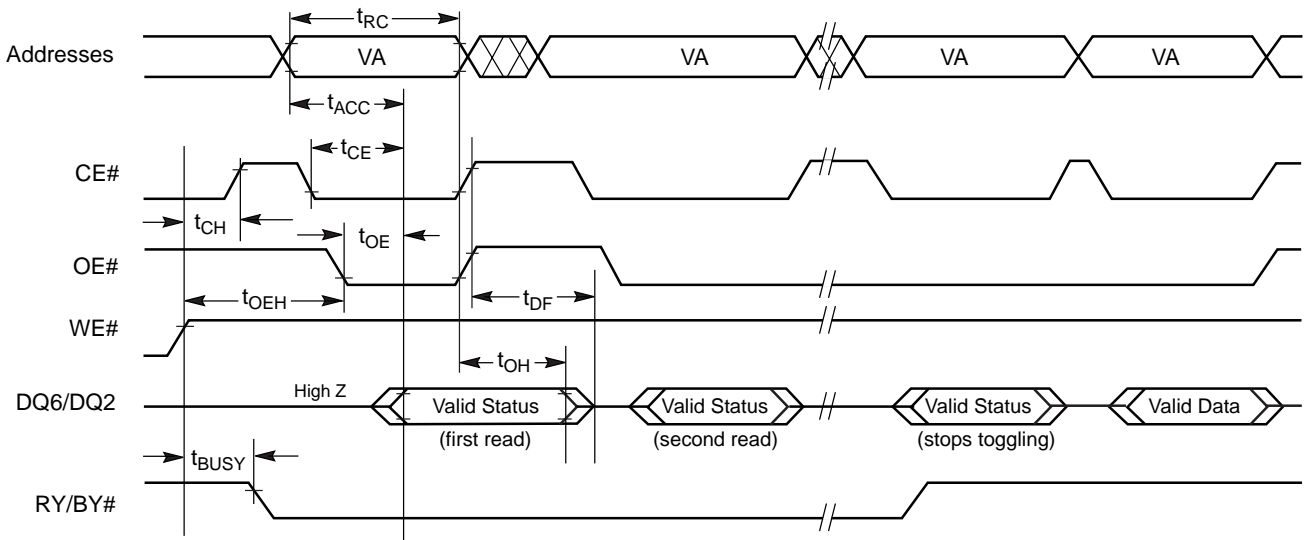 tRC
Addresses VA VA VA VA
tACC
tCE
CE#
tCH tOE
OE#
tOEH tDF
WE#
tOH
High Z
DQ6/DQ2 Valid Status Valid Status Valid Status Valid Data
(first read) (second read) (stops toggling)
tBUSY
RY/BY#